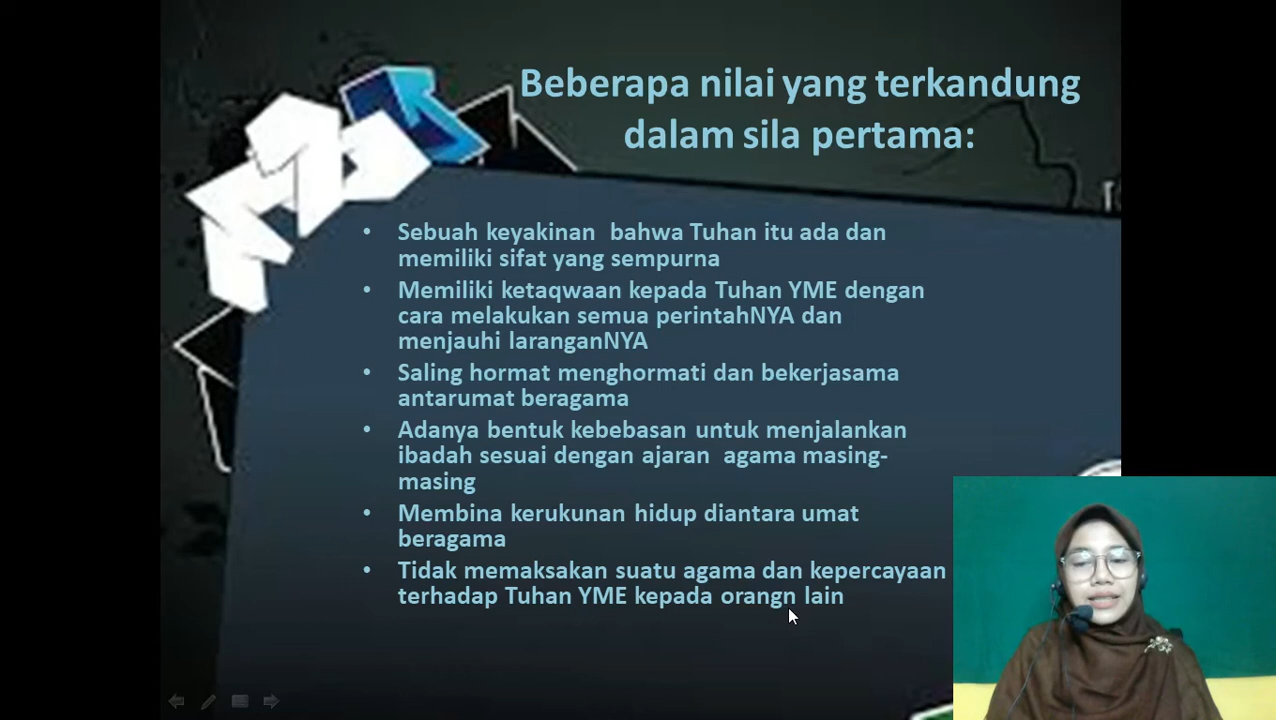 Beberapa nilai yang terkandung
dalam sila pertama:
• Sebuah keyakinan bahwa Tuhan itu ada dan
memiliki sifat yang sempurna
• Memiliki ketaqwaan kepada Tuhan YME dengan
cara melakukan semua perintahNYA dan
menjauhi laranganNYA
• Saling hormat menghormati dan bekerjasama
antarumat beragama
• Adanya bentuk kebebasan untuk menjalankan
ibadah sesuai dengan ajaran agama masing-
masing
• Membina kerukunan hidup diantara umat
beragama
• Tidak memaksakan suatu agama dan kepercayaan
terhadap Tuhan YME kepada orangn lain